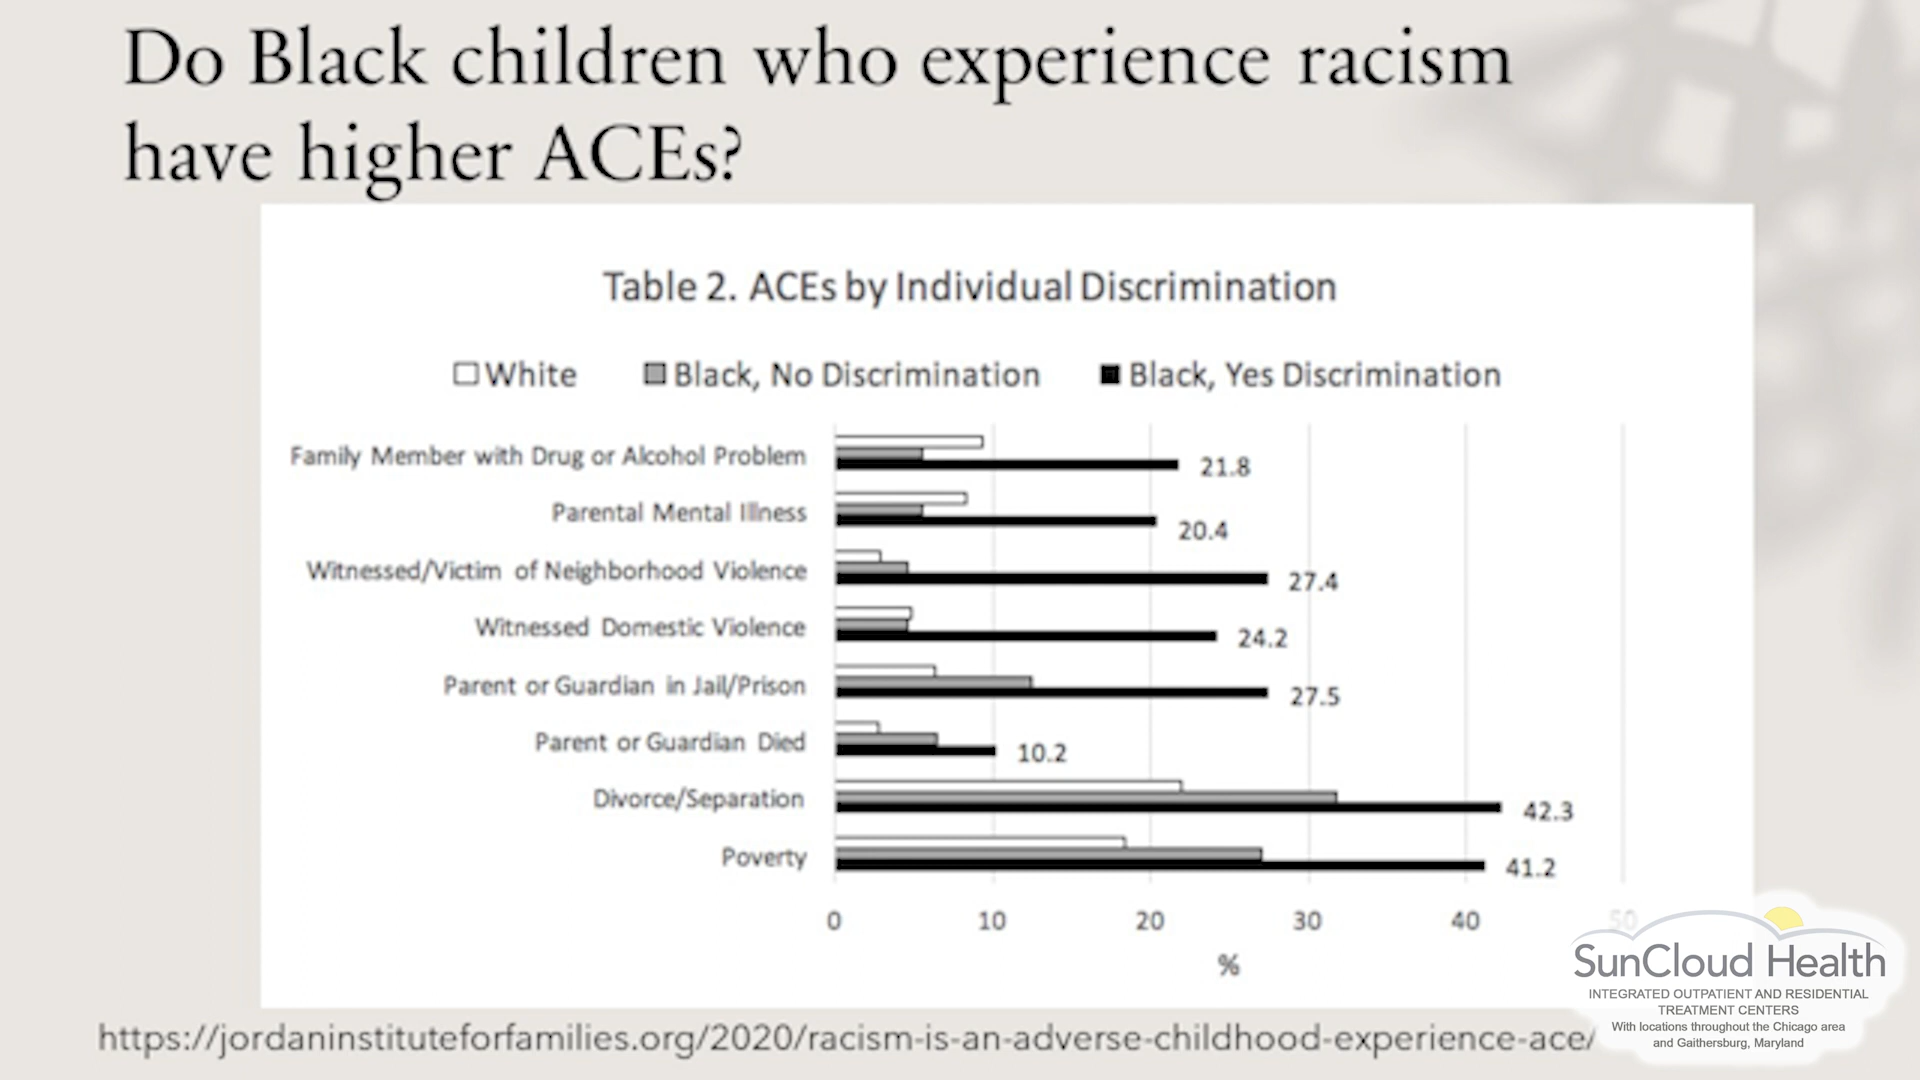 Do Black children who experience racism
have higher ACEs?
Table 2. ACEs by Individual Discrimination
White Black, No Discrimination Black, Yes Discrimination
Family Member with Drug or Alcohol Problem 21.8
Parental Mental Illness 20.4
Witnessed/Victim of Neighborhood Violence 27.4
Witnessed Domestic Violence 24.2
Parent or Guardian in Jail/Prison 27.5
Parent or Guardian Died 10.2
Divorce/Separation 42.3
Poverty 41.2
0 10 20 30 40 50
%
SunCloud Health
INTEGRATED OUTPATIENT AND RESIDENTIAL
TREATMENT CENTERS
With locations throughout the Chicago area
and Gaithersburg, Maryland
https://jordaninstituteforfamilies.org/2020/racism-is-an-adverse-childhood-experience-ace/